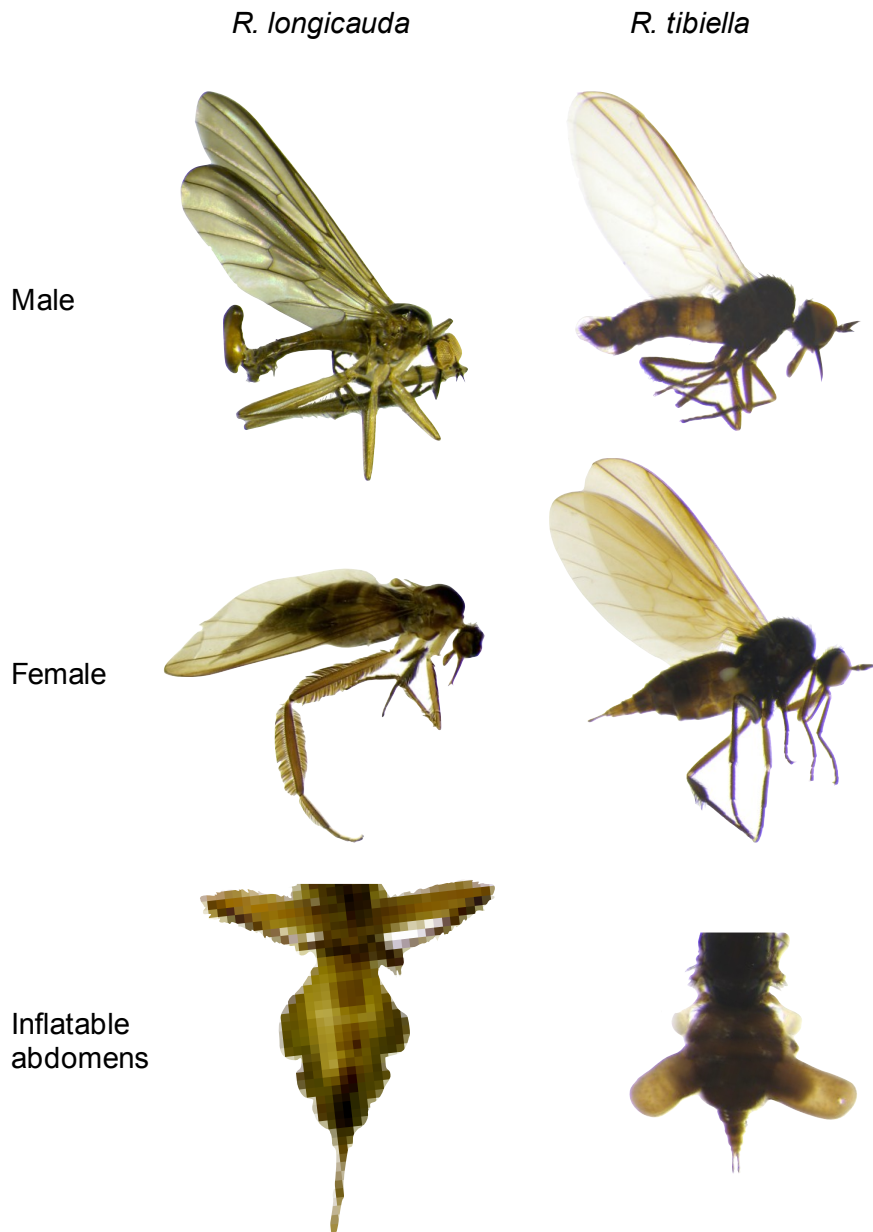 R. longicauda
R. tibiella
Male
Female
Inflatable
abdomens